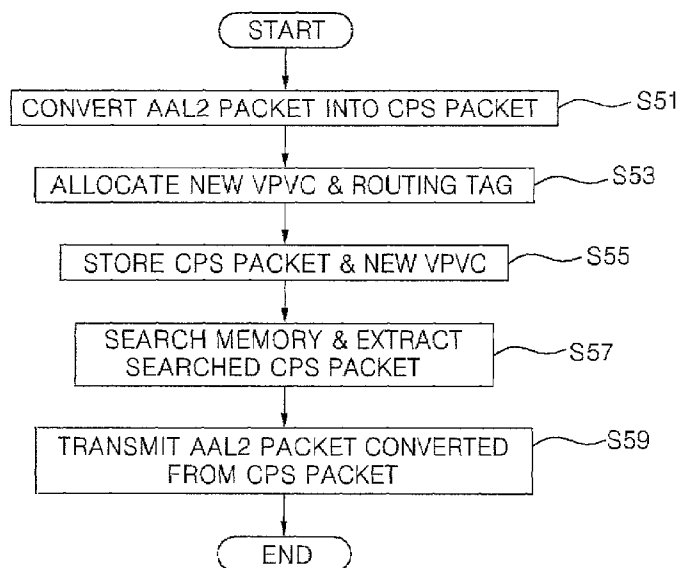 START
CONVERT AAL2 PACKET INTO CPS PACKET
S51
ALLOCATE NEW VPVC & ROUTING TAG
S53
STORE CPS PACKET & NEW VPVC
S55
SEARCH MEMORY & EXTRACT
SEARCHED CPS PACKET
S57
TRANSMIT AAL2 PACKET CONVERTED
FROM CPS PACKET
S59
END